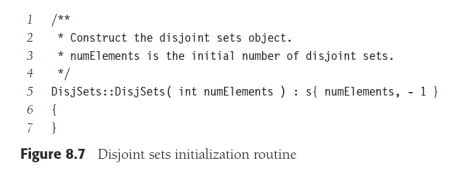 1 /**
2 * Construct the disjoint sets object.
3 * numElements is the initial number of disjoint sets.
4 */
5 DisjSets::DisjSets( int numElements ) : s{ numElements, - 1 }
6 {
7 }
Figure 8.7 Disjoint sets initialization routine